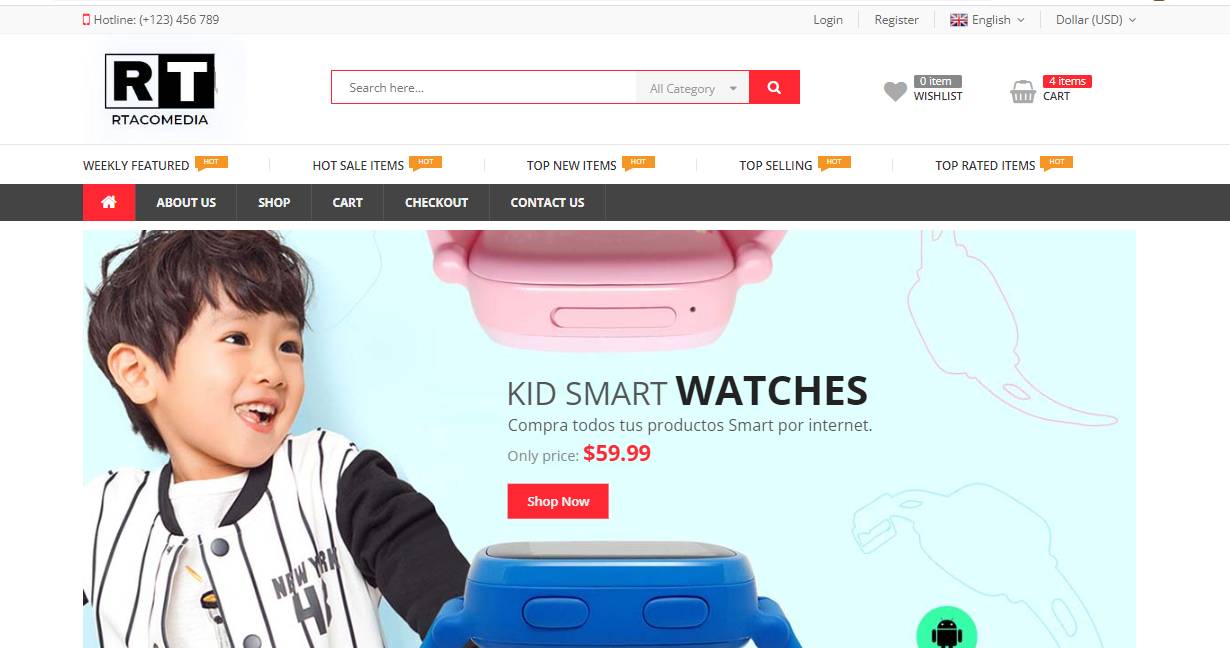 Hotline: (+123) 456 789
Login
Register
English
Dollar (USD)
RT
RTACOMEDIA
Search here...
All Category
0 item
WISHLIST
4 items
CART
WEEKLY FEATURED HOT
HOT SALE ITEMS HOT
TOP NEW ITEMS HOT
TOP SELLING HOT
TOP RATED ITEMS HOT
ABOUT US
SHOP
CART
CHECKOUT
CONTACT US
KID SMART WATCHES
Compra todos tus productos Smart por internet.
Only price: $59.99
Shop Now
NEW YRK